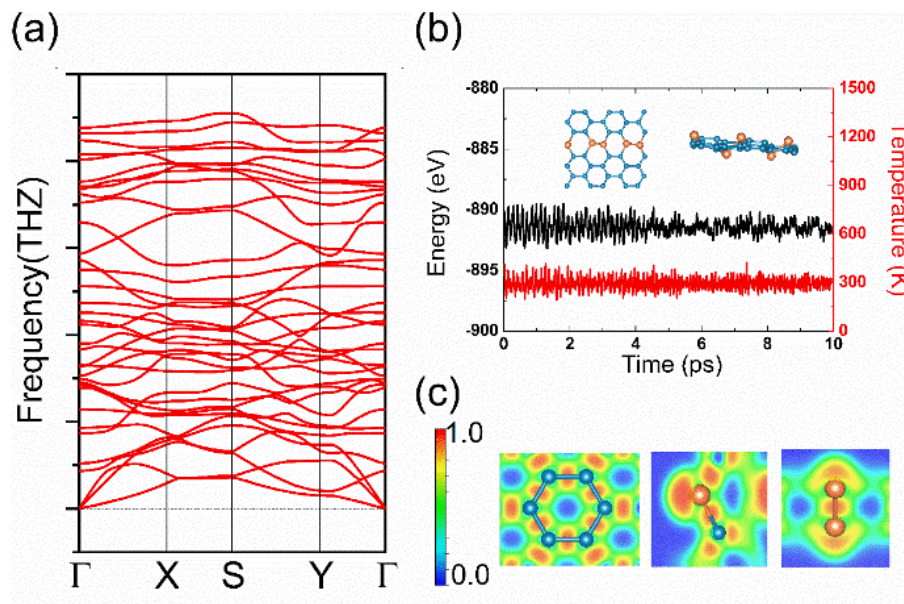 (a)
Frequency(THZ)
Γ X S Y Γ
(b)
Energy (eV)
-880
-885
-890
-895
-900
0 2 4 6 8 10
Time (ps)
1500
1200
900
600
300
0
Temperature (K)
(c)
1.0
0.0